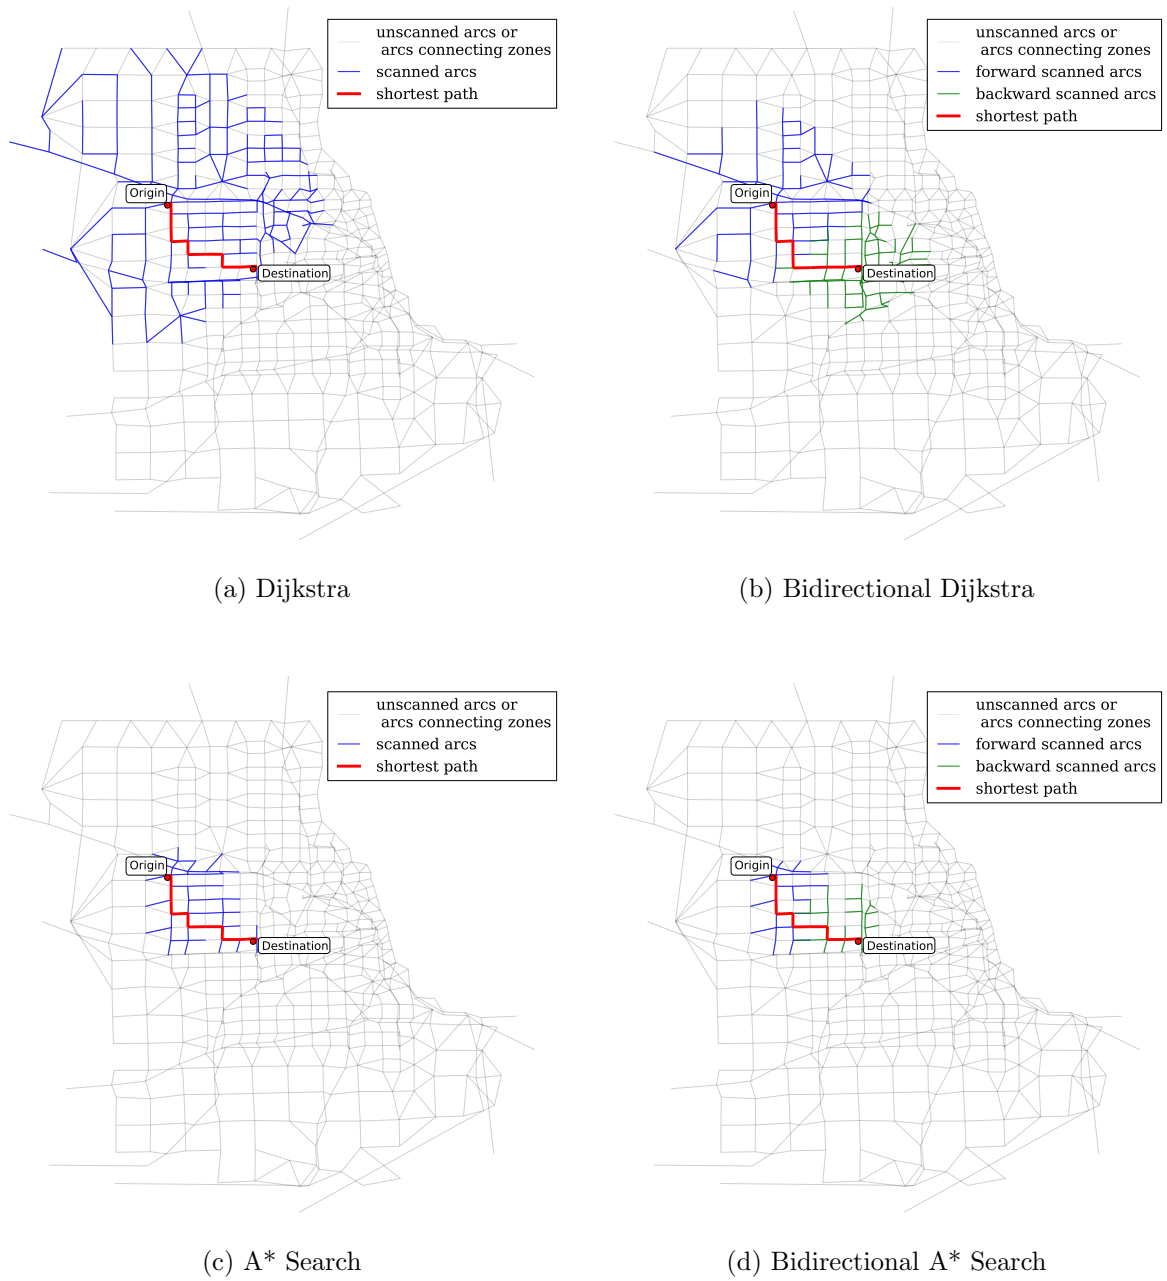 unscanned arcs or
arcs connecting zones
scanned arcs
shortest path
Origin
Destination
(a) Dijkstra
unscanned arcs or
arcs connecting zones
forward scanned arcs
backward scanned arcs
shortest path
Origin
Destination
(b) Bidirectional Dijkstra
unscanned arcs or
arcs connecting zones
scanned arcs
shortest path
Origin
Destination
(c) A* Search
unscanned arcs or
arcs connecting zones
forward scanned arcs
backward scanned arcs
shortest path
Origin
Destination
(d) Bidirectional A* Search